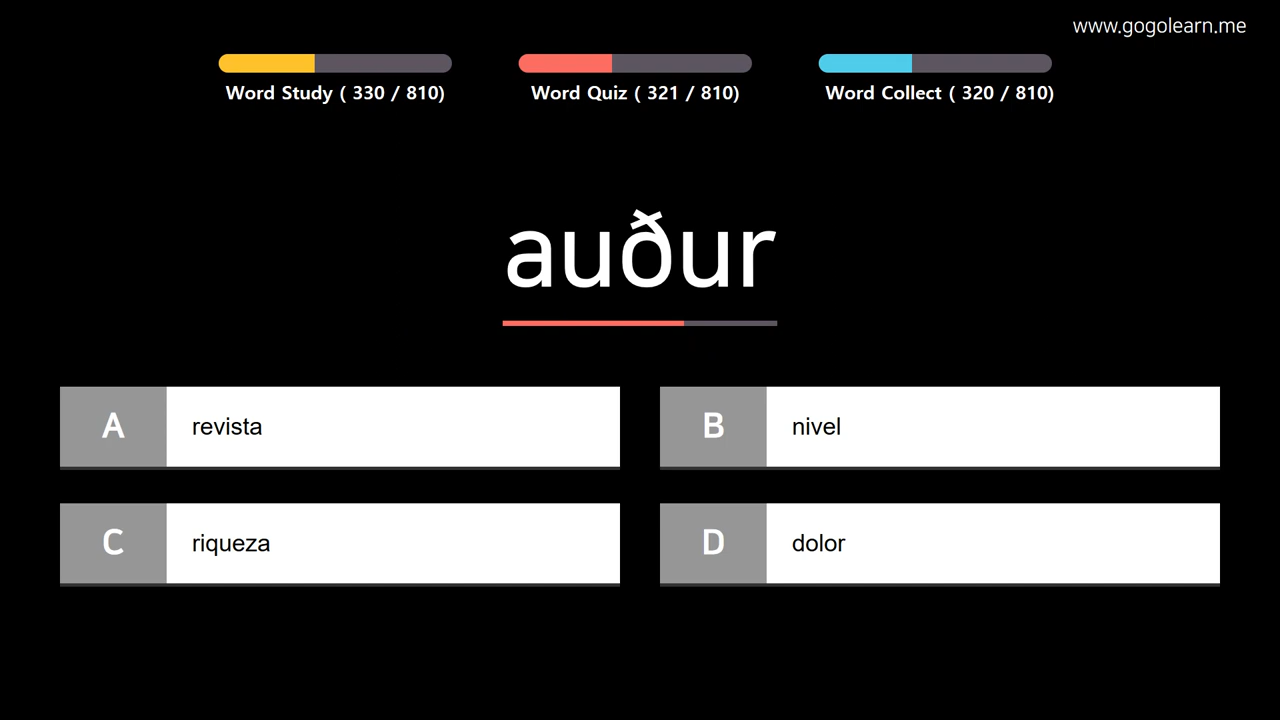 www.gogolearn.me
Word Study ( 330 / 810)
Word Quiz ( 321 / 810)
Word Collect ( 320 / 810)
auður
A revista
B nivel
C riqueza
D dolor